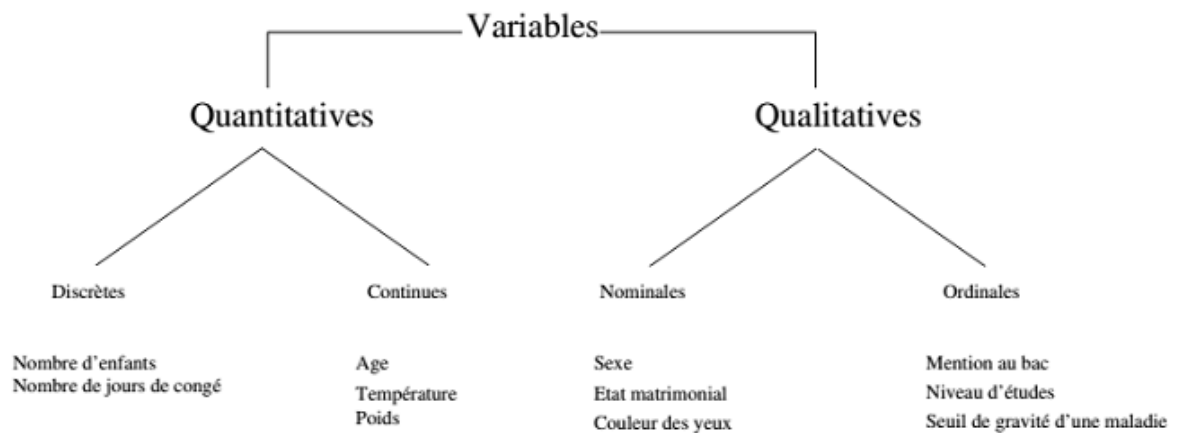 Variables
Quantitatives
Qualitatives
Discrètes
Continues
Nominales
Ordinales
Nombre d'enfants
Nombre de jours de congé
Age
Température
Poids
Sexe
Etat matrimonial
Couleur des yeux
Mention au bac
Niveau d'études
Seuil de gravité d'une maladie